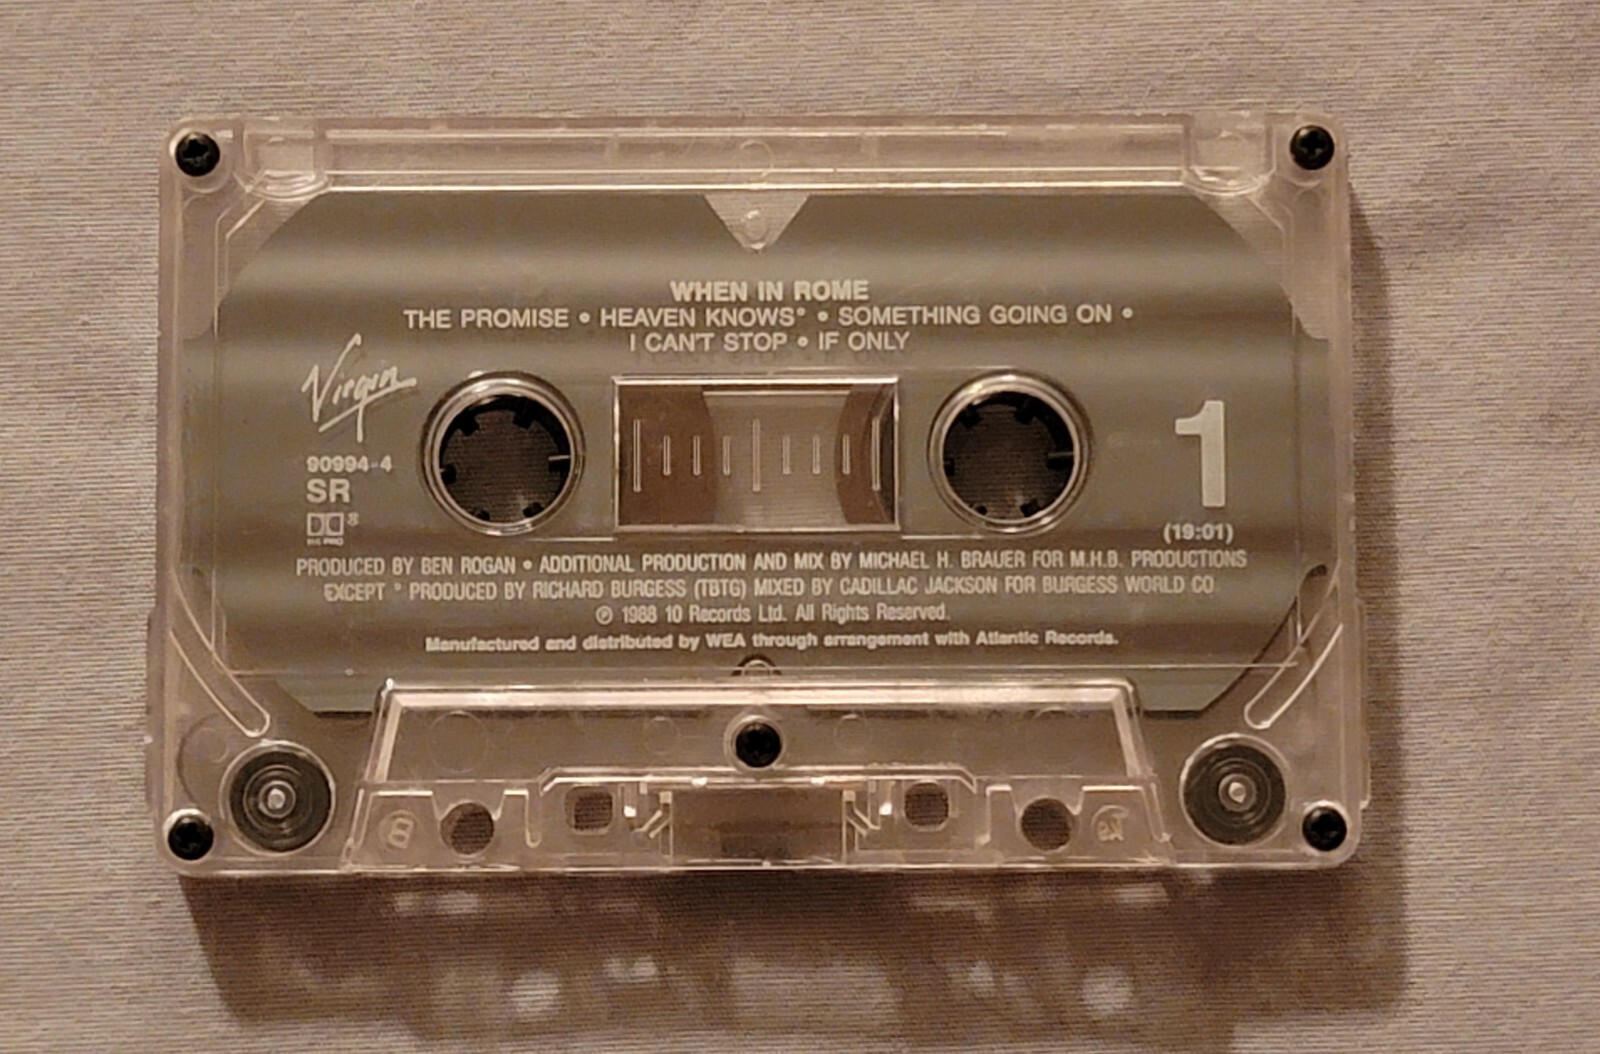 WHEN IN ROME
THE PROMISE • HEAVEN KNOWS° • SOMETHING GOING ON •
I CAN'T STOP • IF ONLY
Virgin
90994-4
SR
HX PRO
1
(19:01)
PRODUCED BY BEN ROGAN • ADDITIONAL PRODUCTION AND MIX BY MICHAEL H. BRAUER FOR M.H.B. PRODUCTIONS
EXCEPT ° PRODUCED BY RICHARD BURGESS (TBTG) MIXED BY CADILLAC JACKSON FOR BURGESS WORLD CO
℗ 1988 10 Records Ltd. All Rights Reserved.
Manufactured and distributed by WEA through arrangement with Atlantic Records.